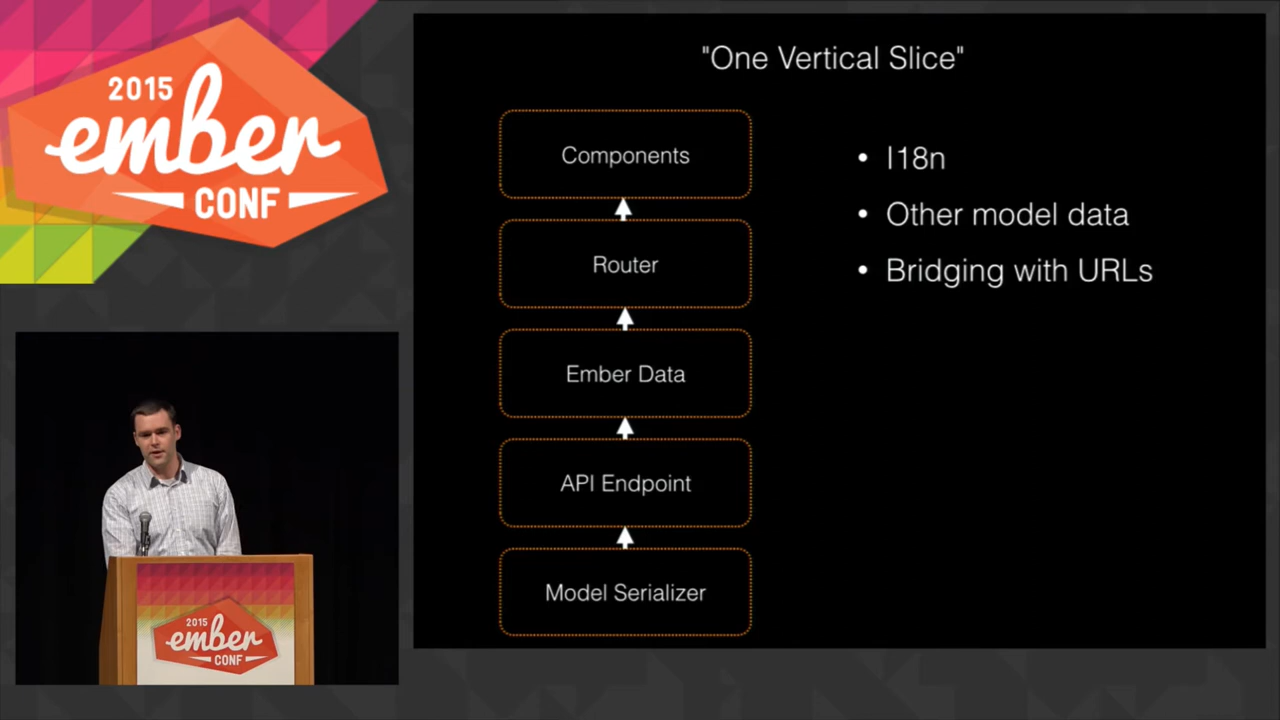 2015
ember
CONF
"One Vertical Slice"
Components
Router
Ember Data
API Endpoint
Model Serializer
• I18n
• Other model data
• Bridging with URLs
2015
ember
CONF